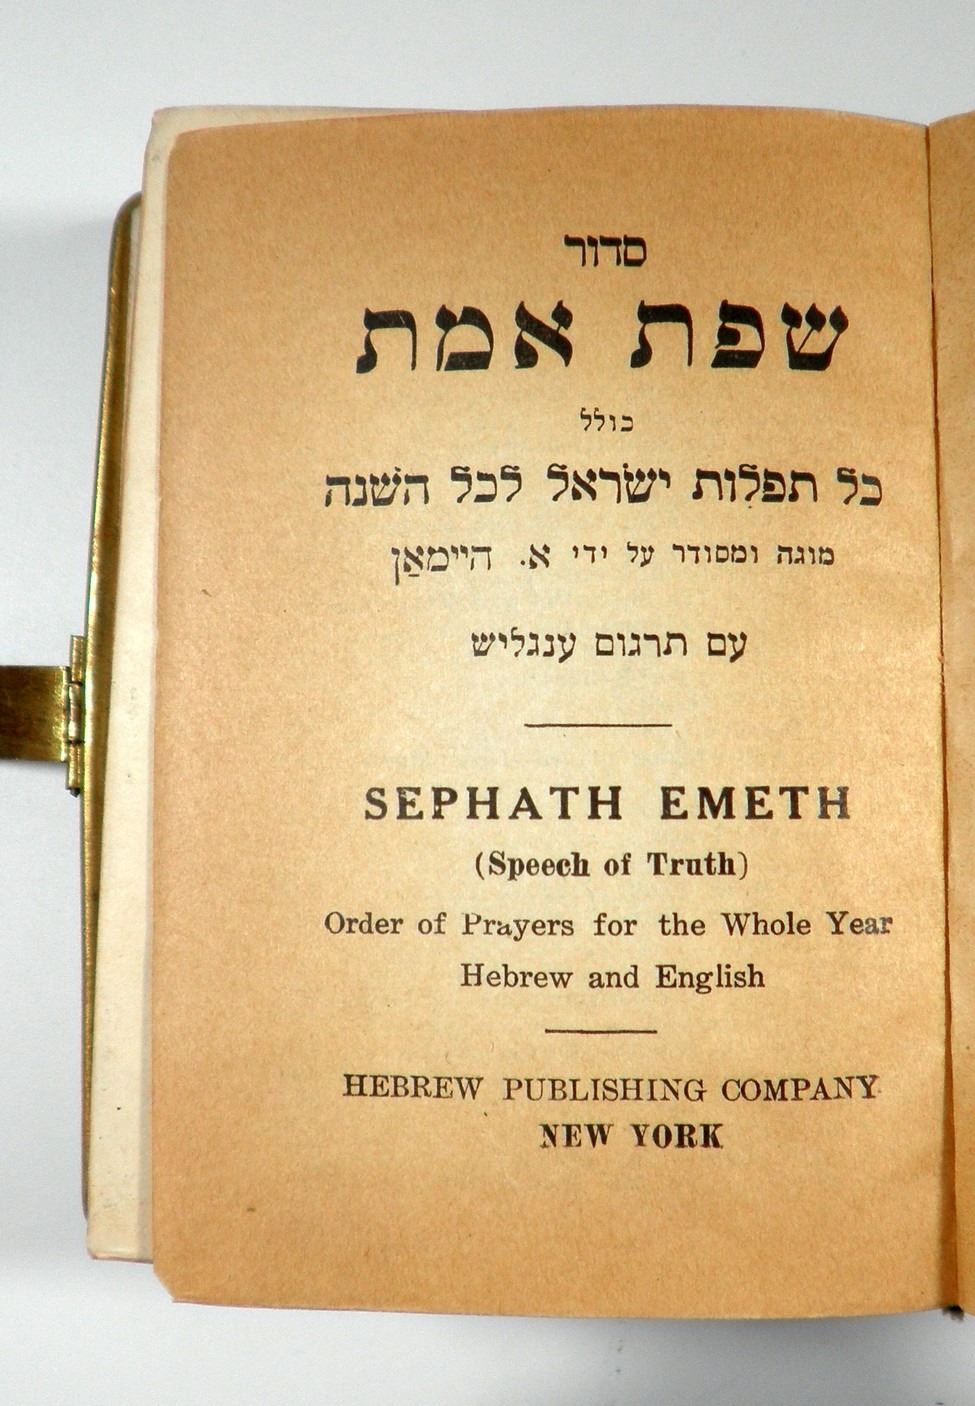 סדור
שפת אמת
כולל
כל תפלות ישראל לכל השנה
מוגה ומסודר על ידי א. היימאַן
עם תרגום ענגליש
SEPHATH EMETH
(Speech of Truth)
Order of Prayers for the Whole Year
Hebrew and English
HEBREW PUBLISHING COMPANY
NEW YORK